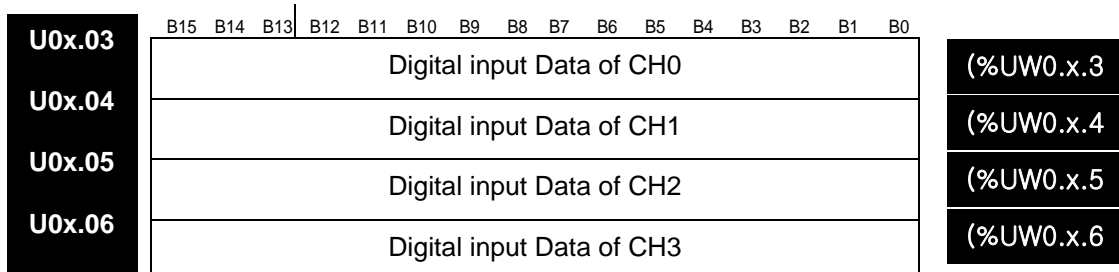 B15 B14 B13 B12 B11 B10 B9 B8 B7 B6 B5 B4 B3 B2 B1 B0
U0x.03 Digital input Data of CH0 (%UW0.x.3
U0x.04 Digital input Data of CH1 (%UW0.x.4
U0x.05 Digital input Data of CH2 (%UW0.x.5
U0x.06 Digital input Data of CH3 (%UW0.x.6